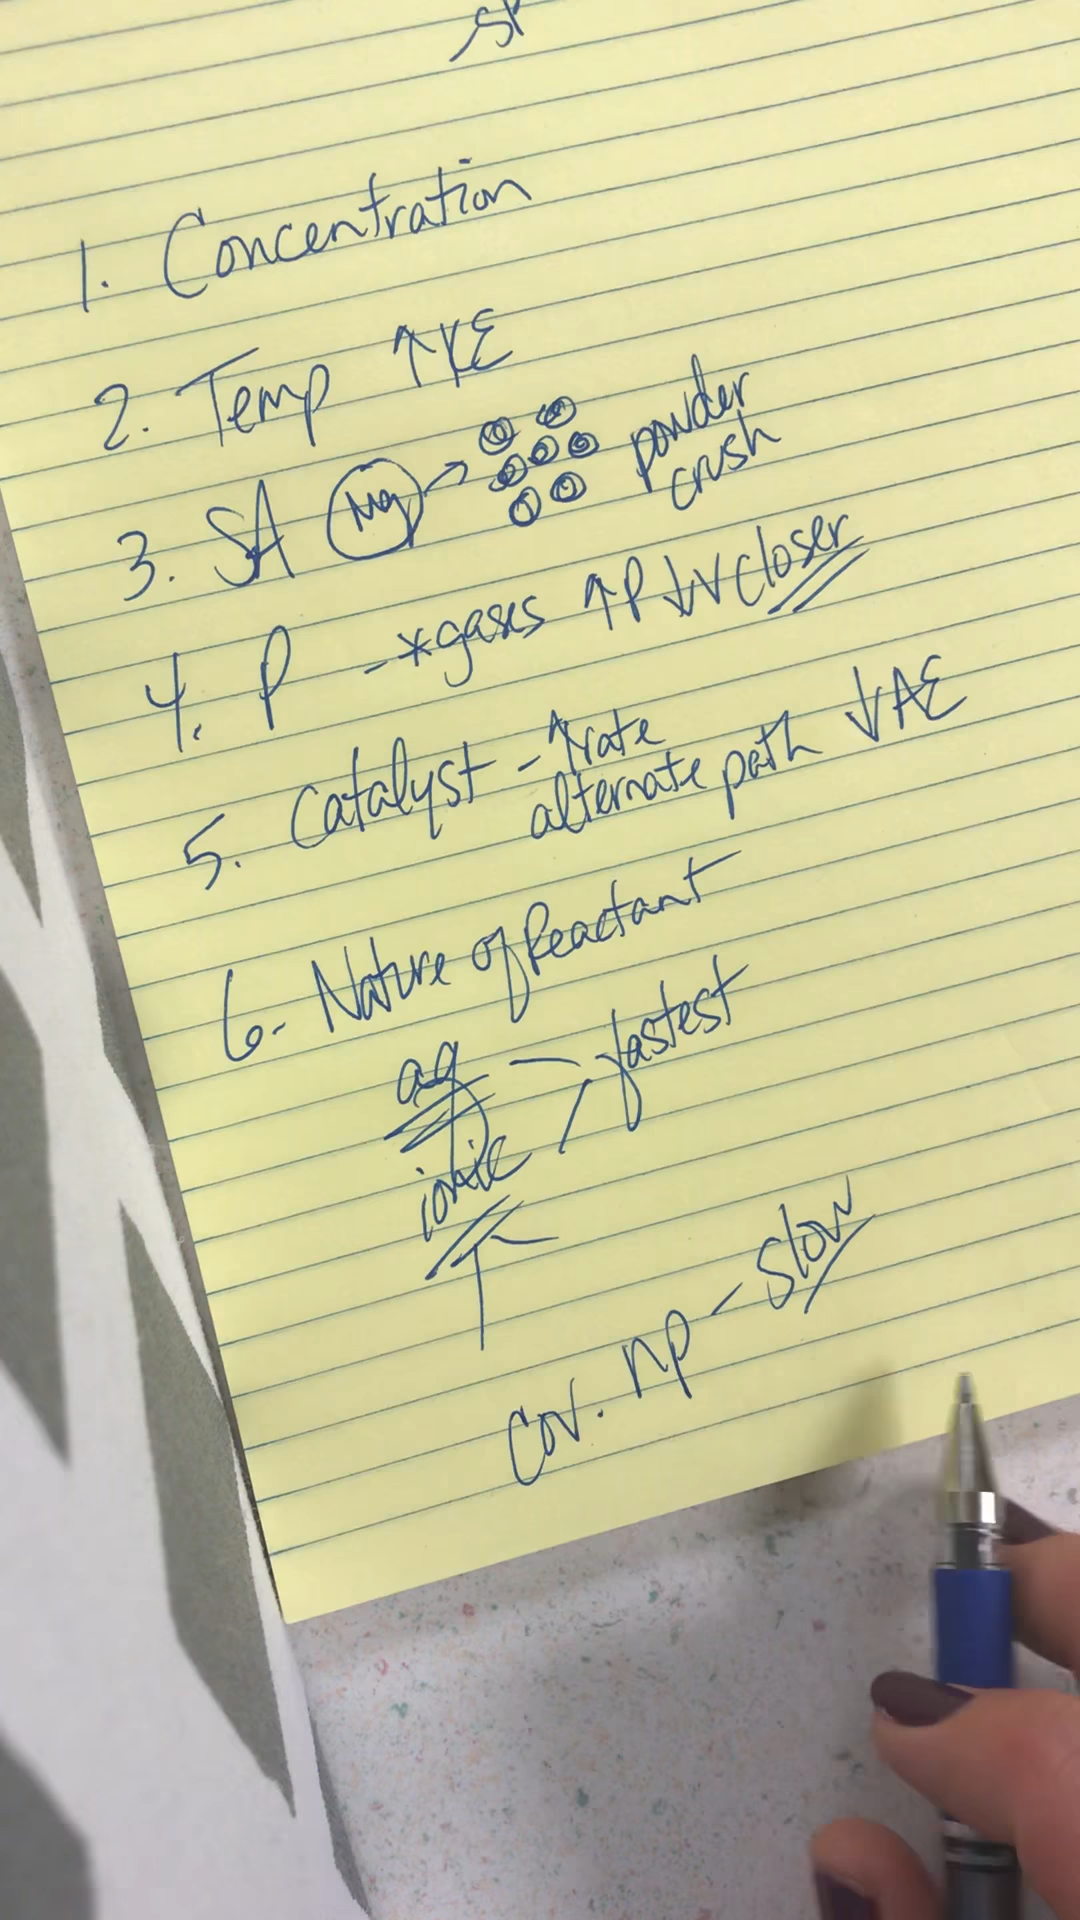 1. Concentration
2. Temp ↑KE
3. SA Mg → powder
crush
4. P - *gases ↑P ↓V closer
5. Catalyst - ↑rate
alternate path ↓AE
6. Nature of Reactant
aq
ionic > fastest
cov. np - slow